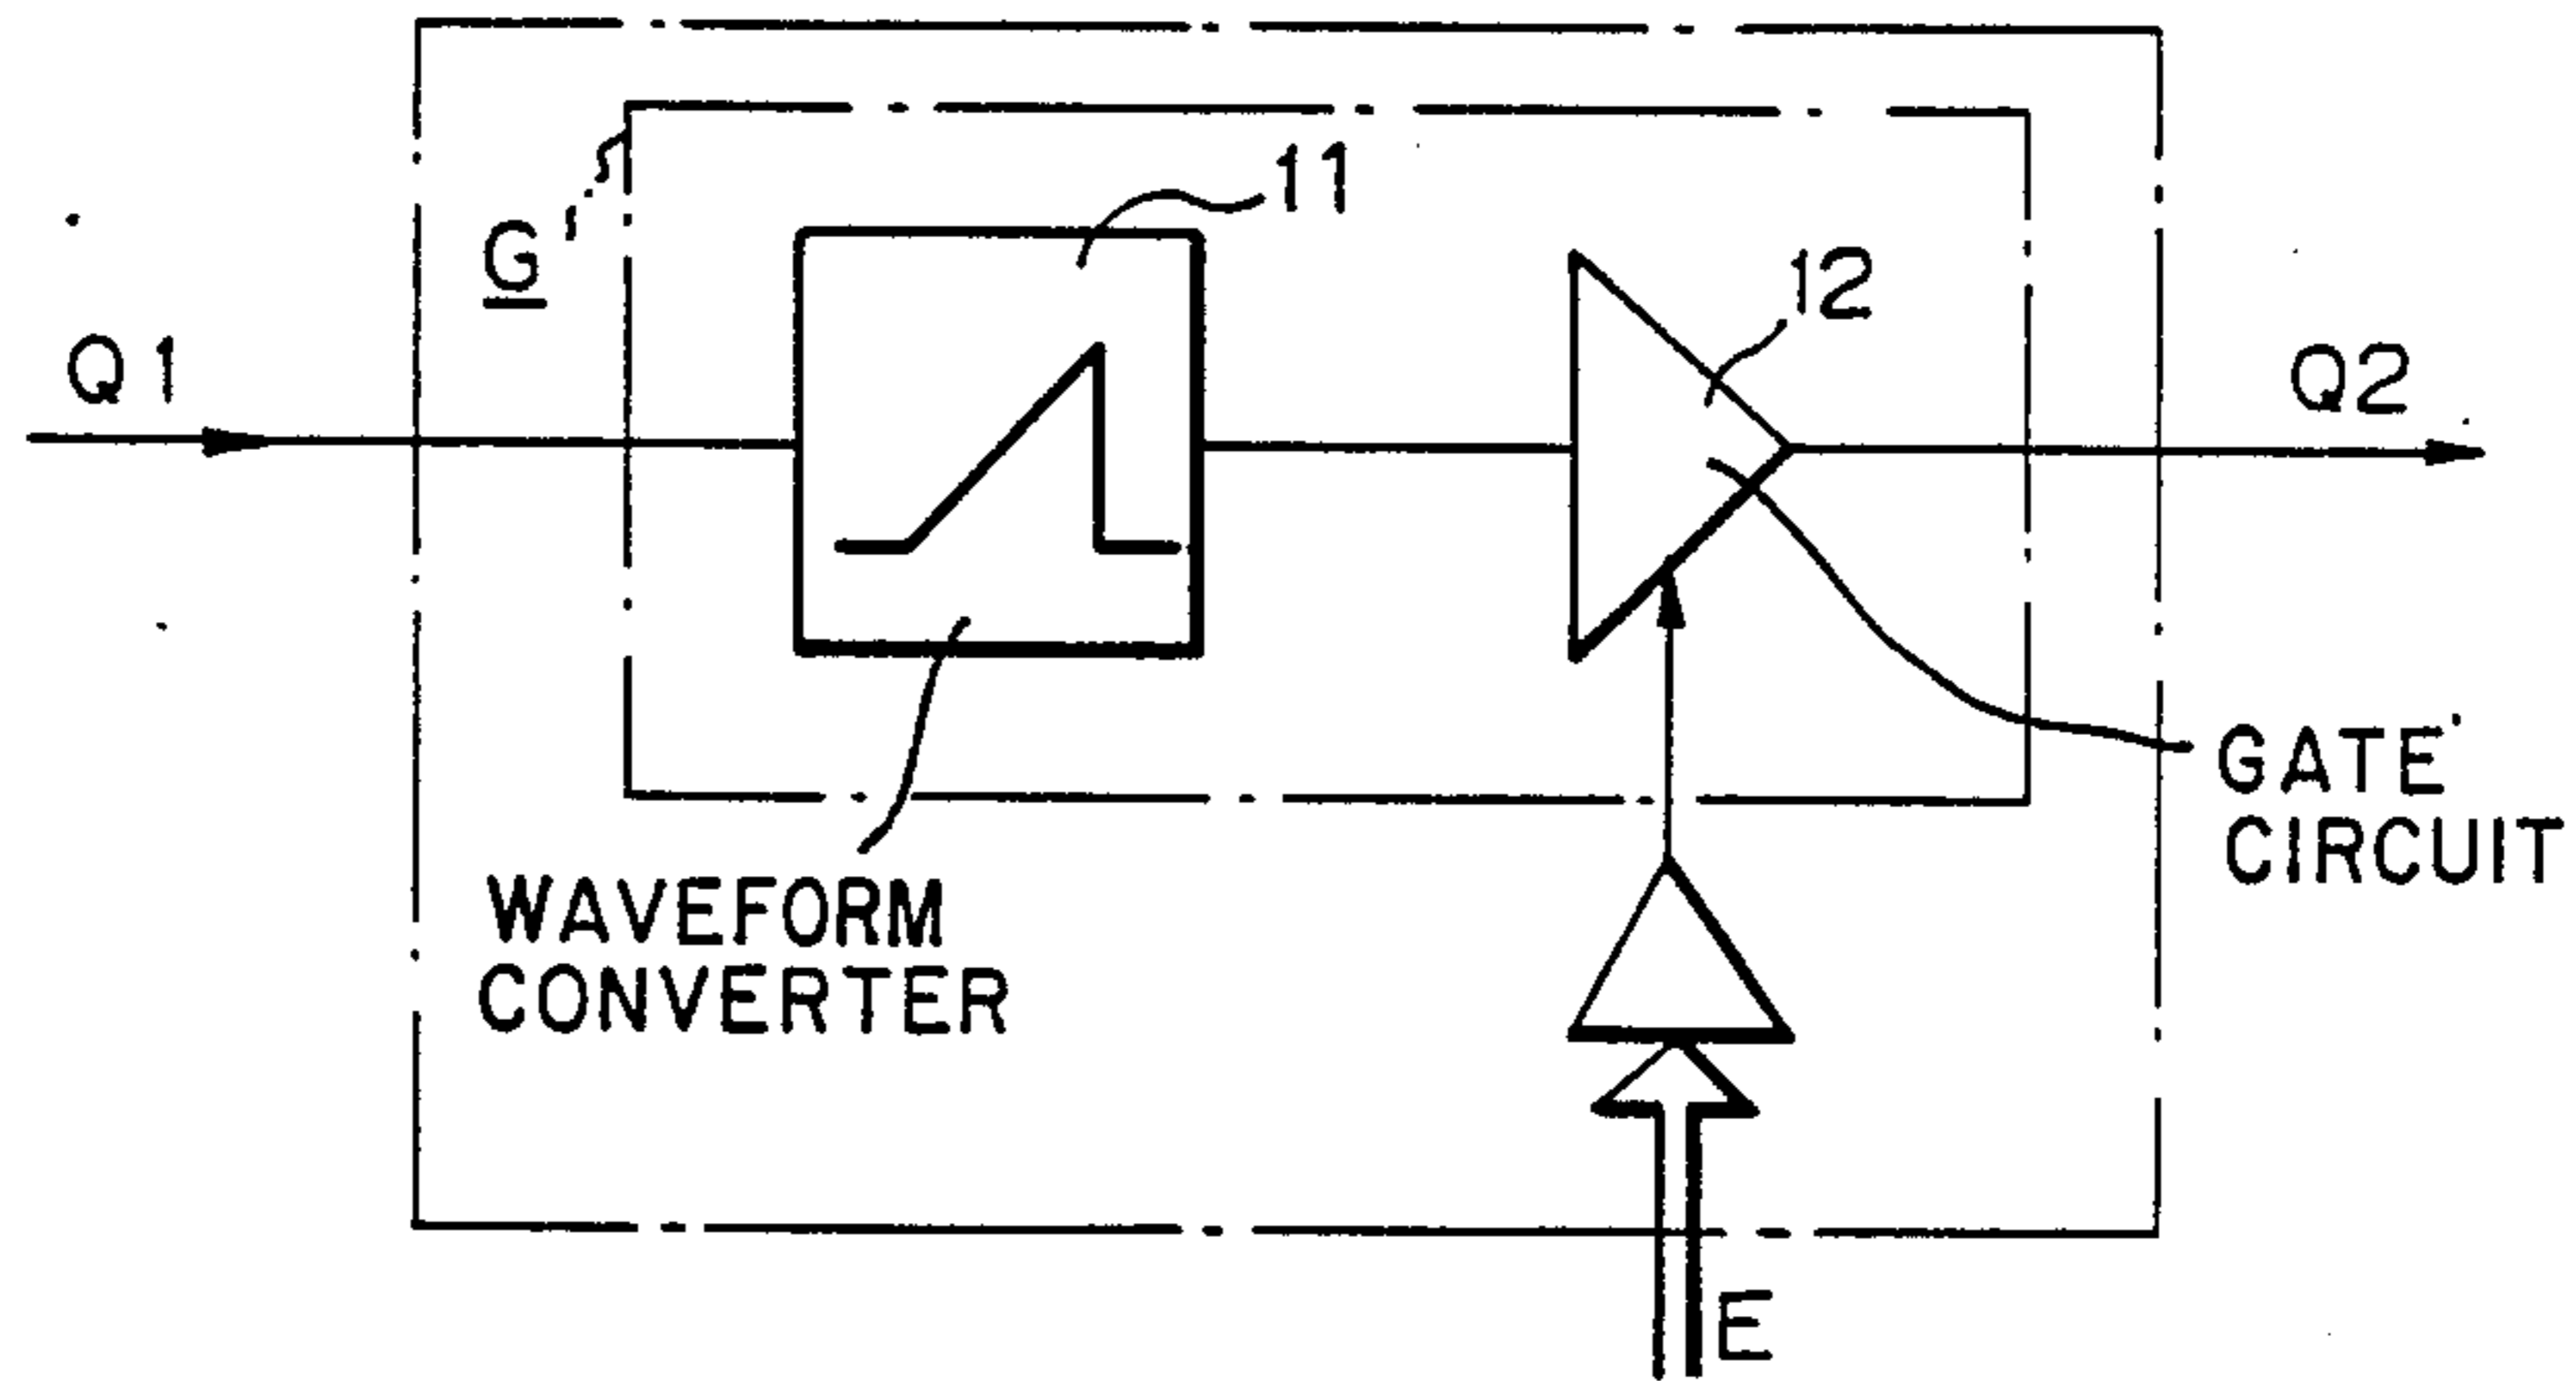 11
G'
12
Q1
Q2
GATE
CIRCUIT
WAVEFORM
CONVERTER
E